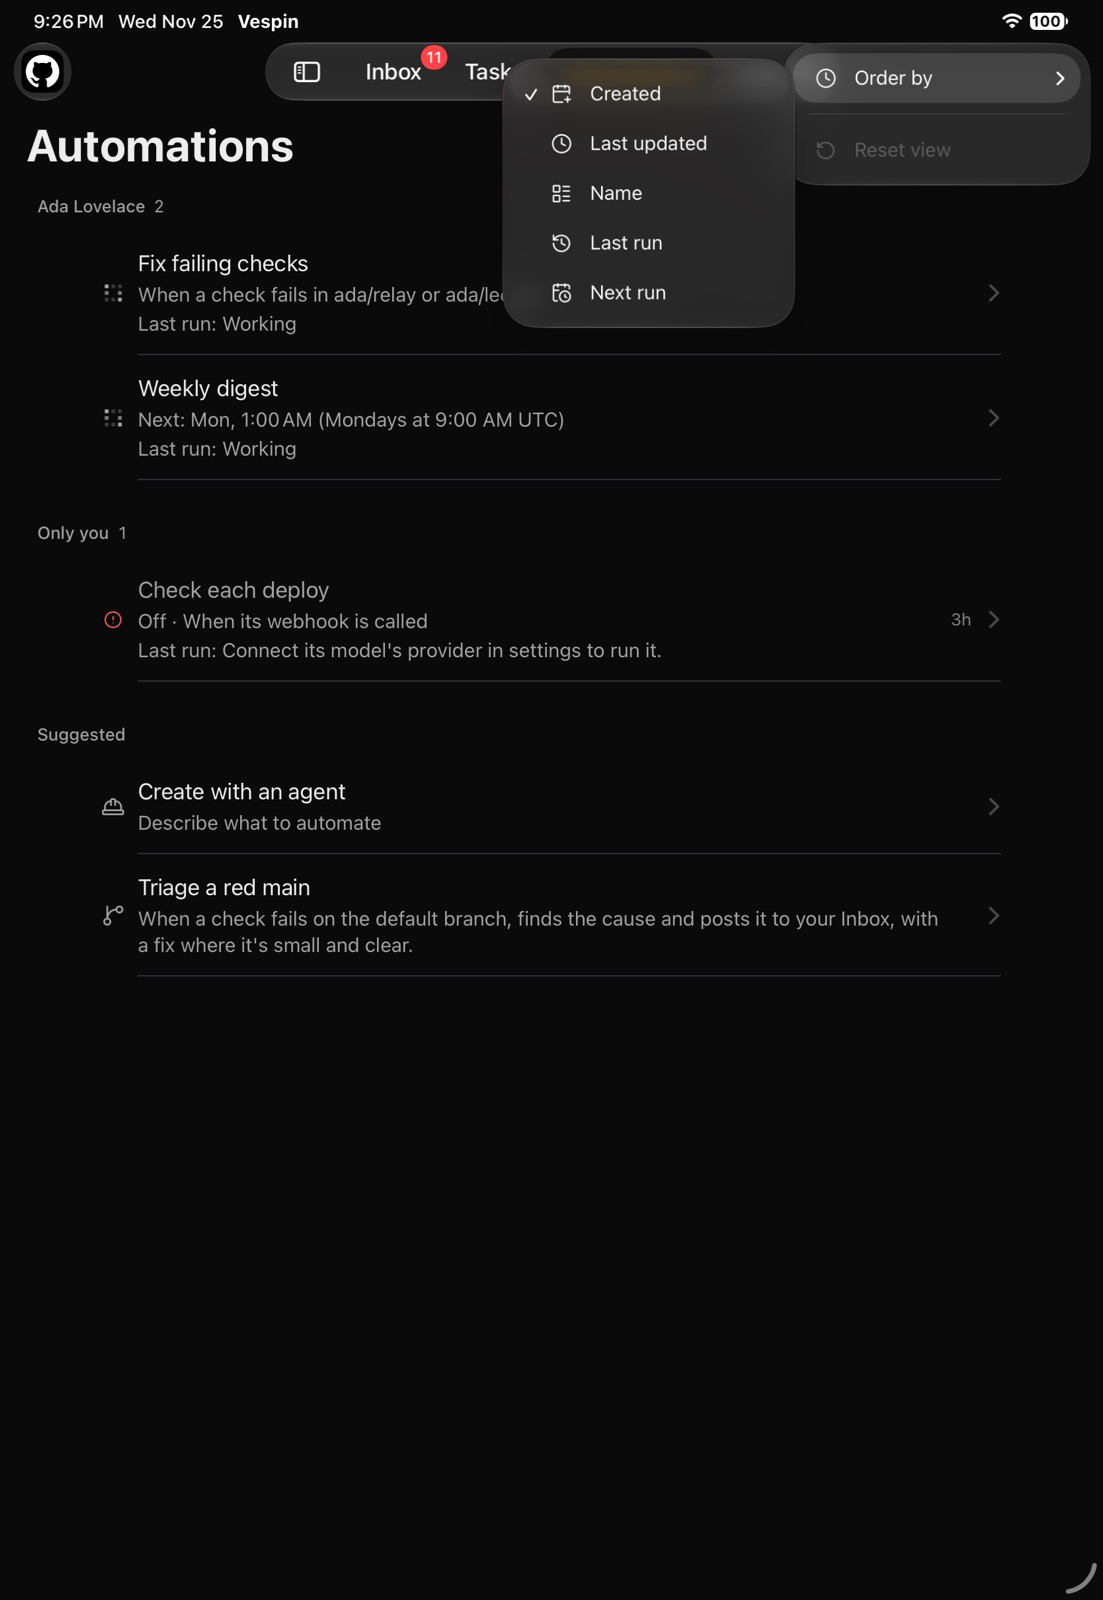 9:26 PM Wed Nov 25 Vespin
100
Inbox 11
Order by
Reset view
Created
Last updated
Name
Last run
Next run
Automations
Ada Lovelace 2
Fix failing checks
When a check fails in ada/relay or
Last run: Working
Weekly digest
Next: Mon, 1:00 AM (Mondays at 9:00 AM UTC)
Last run: Working
Only you 1
Check each deploy
Off · When its webhook is called
3h
Last run: Connect its model's provider in settings to run it.
Suggested
Create with an agent
Describe what to automate
Triage a red main
When a check fails on the default branch, finds the cause and posts it to your Inbox, with
a fix where it's small and clear.